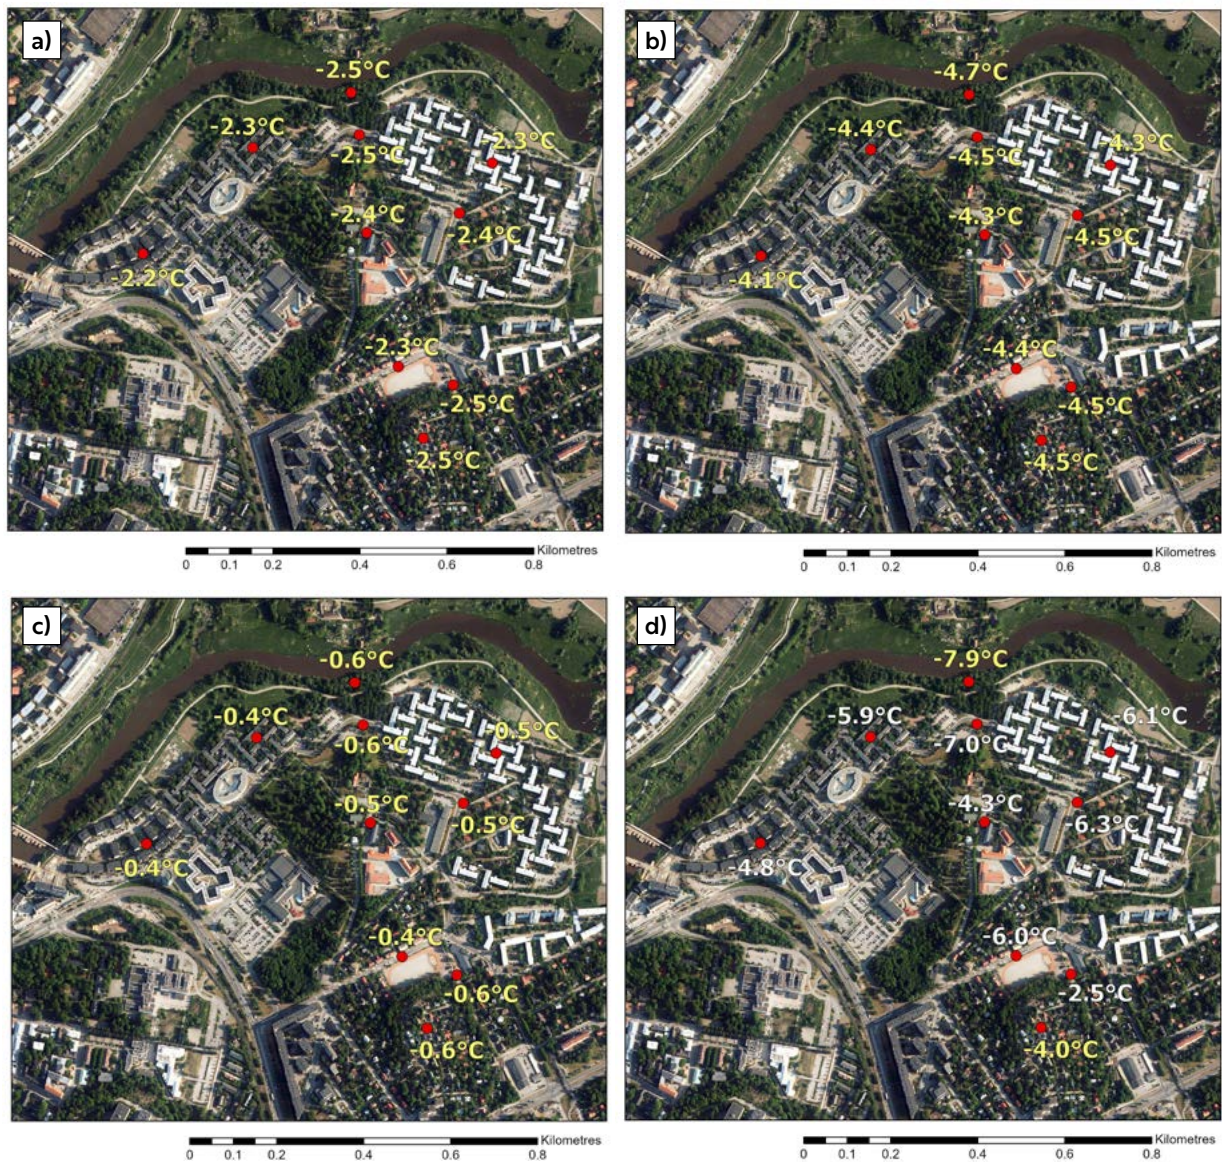 a)
-2.5°C
-2.3°C
-2.5°C
-2.3°C
-2.4°C
-2.4°C
-2.2°C
-2.3°C
-2.5°C
-2.5°C
Kilometres
0 0.1 0.2 0.4 0.6 0.8
b)
-4.7°C
-4.4°C
-4.5°C
-4.3°C
-4.3°C
-4.5°C
-4.1°C
-4.4°C
-4.5°C
-4.5°C
Kilometres
0 0.1 0.2 0.4 0.6 0.8
c)
-0.6°C
-0.4°C
-0.6°C
-0.5°C
-0.5°C
-0.5°C
-0.4°C
-0.4°C
-0.6°C
-0.6°C
Kilometres
0 0.1 0.2 0.4 0.6 0.8
d)
-7.9°C
-5.9°C
-7.0°C
-6.1°C
-4.3°C
-6.3°C
-4.8°C
-6.0°C
-2.5°C
-4.0°C
Kilometres
0 0.1 0.2 0.4 0.6 0.8